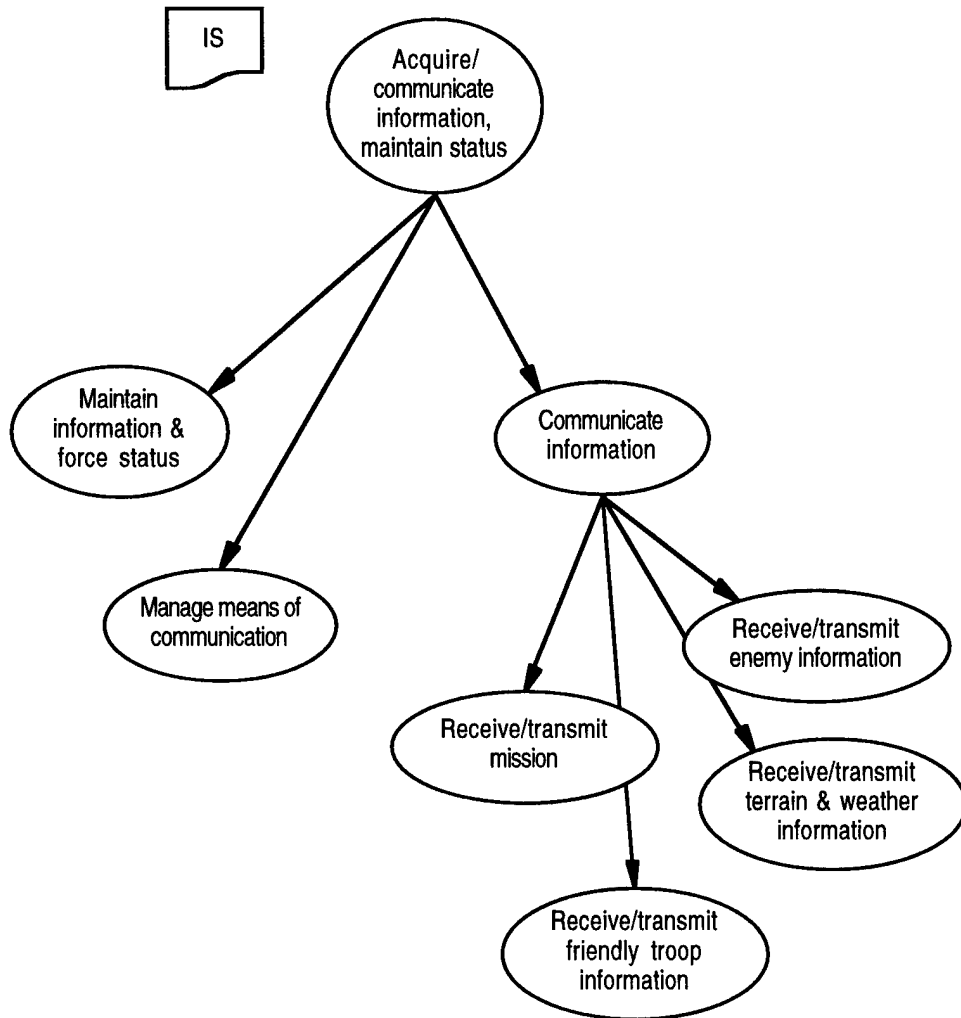 IS
Acquire/
communicate
information,
maintain status
Maintain
information &
force status
Communicate
information
Manage means of
communication
Receive/transmit
enemy information
Receive/transmit
mission
Receive/transmit
terrain & weather
information
Receive/transmit
friendly troop
information